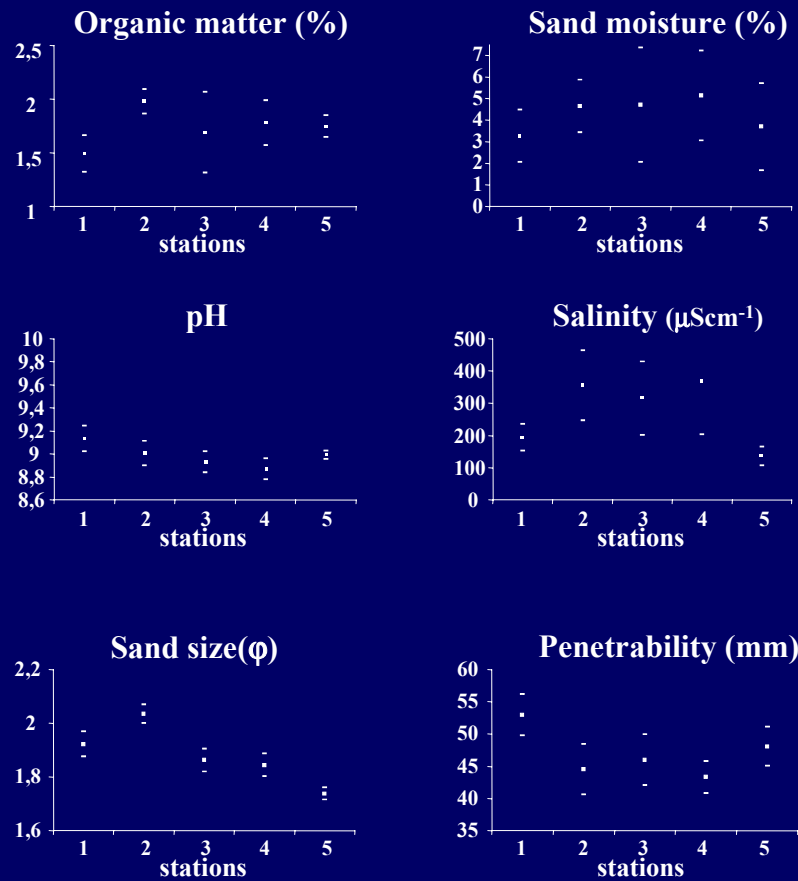 Organic matter (%)
2,5
2
1,5
1
1 2 3 4 5
stations
Sand moisture (%)
7
6
5
4
3
2
1
0
1 2 3 4 5
stations
pH
10
9,8
9,6
9,4
9,2
9
8,8
8,6
1 2 3 4 5
stations
Salinity (μScm⁻¹)
500
400
300
200
100
0
1 2 3 4 5
stations
Sand size(φ)
2,2
2
1,8
1,6
1 2 3 4 5
stations
Penetrability (mm)
60
55
50
45
40
35
1 2 3 4 5
stations